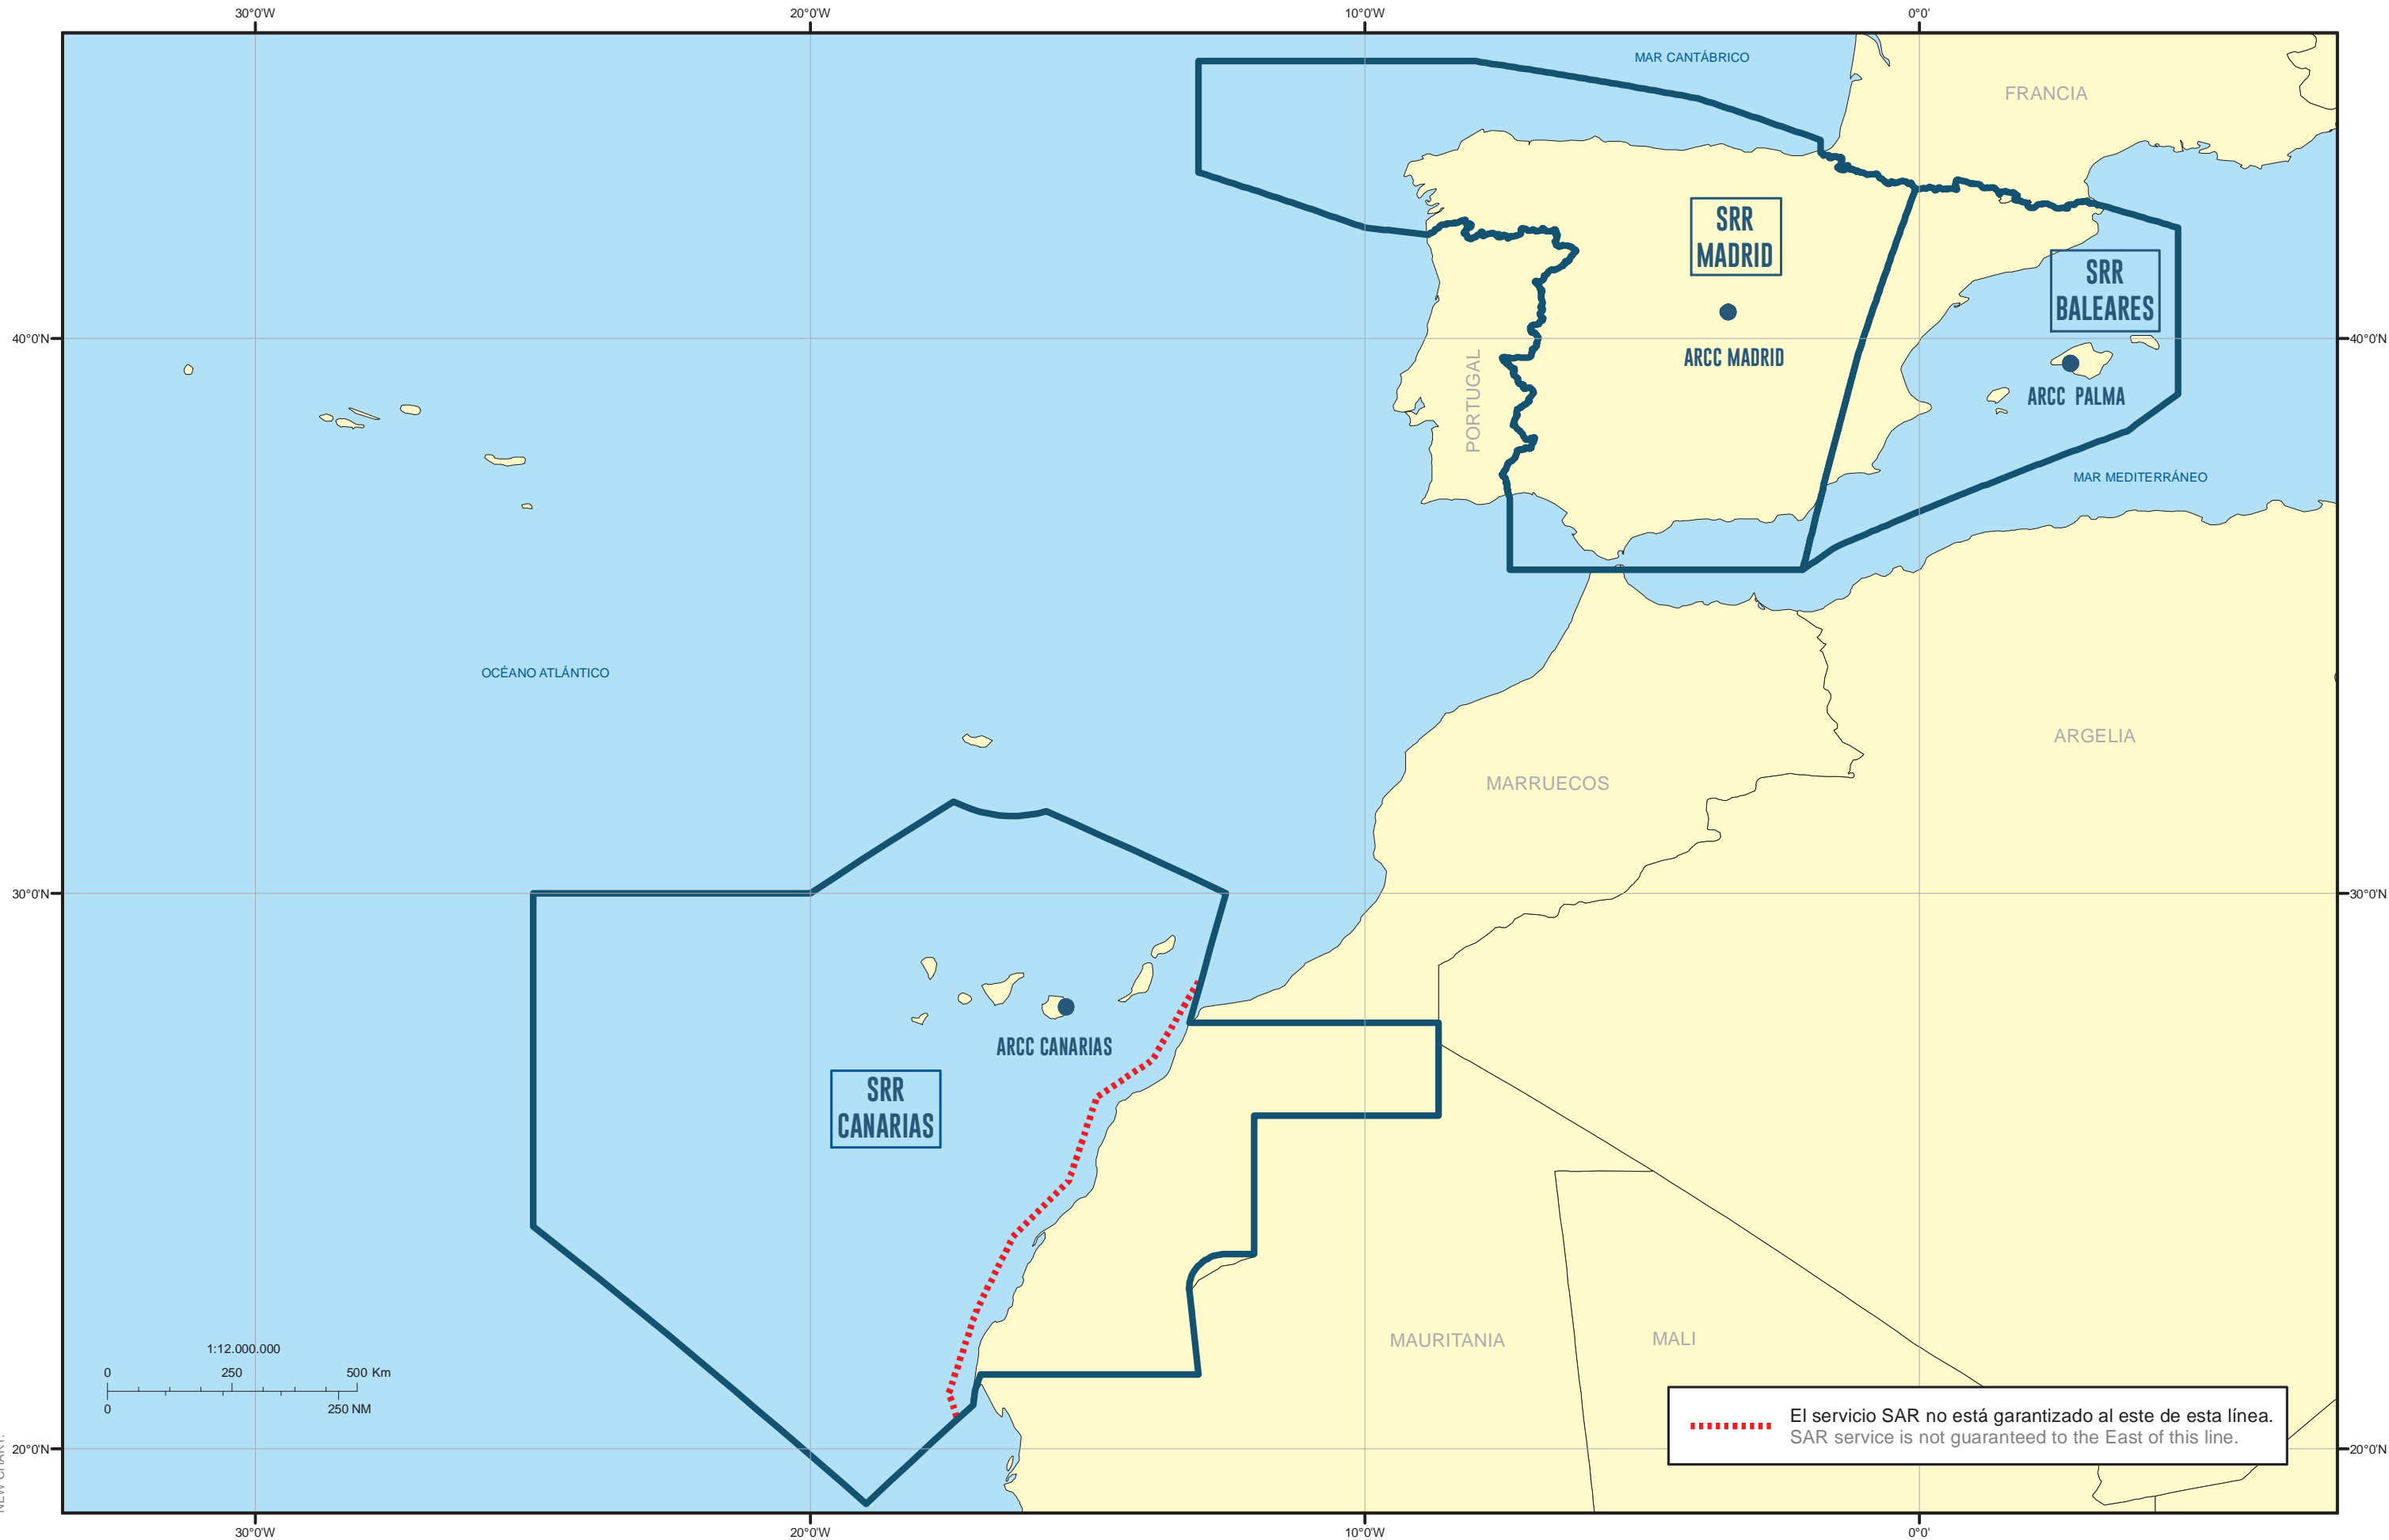 30°0'W
20°0'W
10°0'W
0°0'
MAR CANTÁBRICO
FRANCIA
SRR
MADRID
SRR
BALEARES
40°0'N
40°0'N
ARCC MADRID
PORTUGAL
ARCC PALMA
MAR MEDITERRÁNEO
OCÉANO ATLÁNTICO
ARGELIA
MARRUECOS
30°0'N
30°0'N
ARCC CANARIAS
SRR
CANARIAS
MAURITANIA
MALI
1:12.000.000
0 250 500 Km
0 250 NM
El servicio SAR no está garantizado al este de esta línea.
SAR service is not guaranteed to the East of this line.
20°0'N
20°0'N
NEW CHART.
30°0'W
20°0'W
10°0'W
0°0'